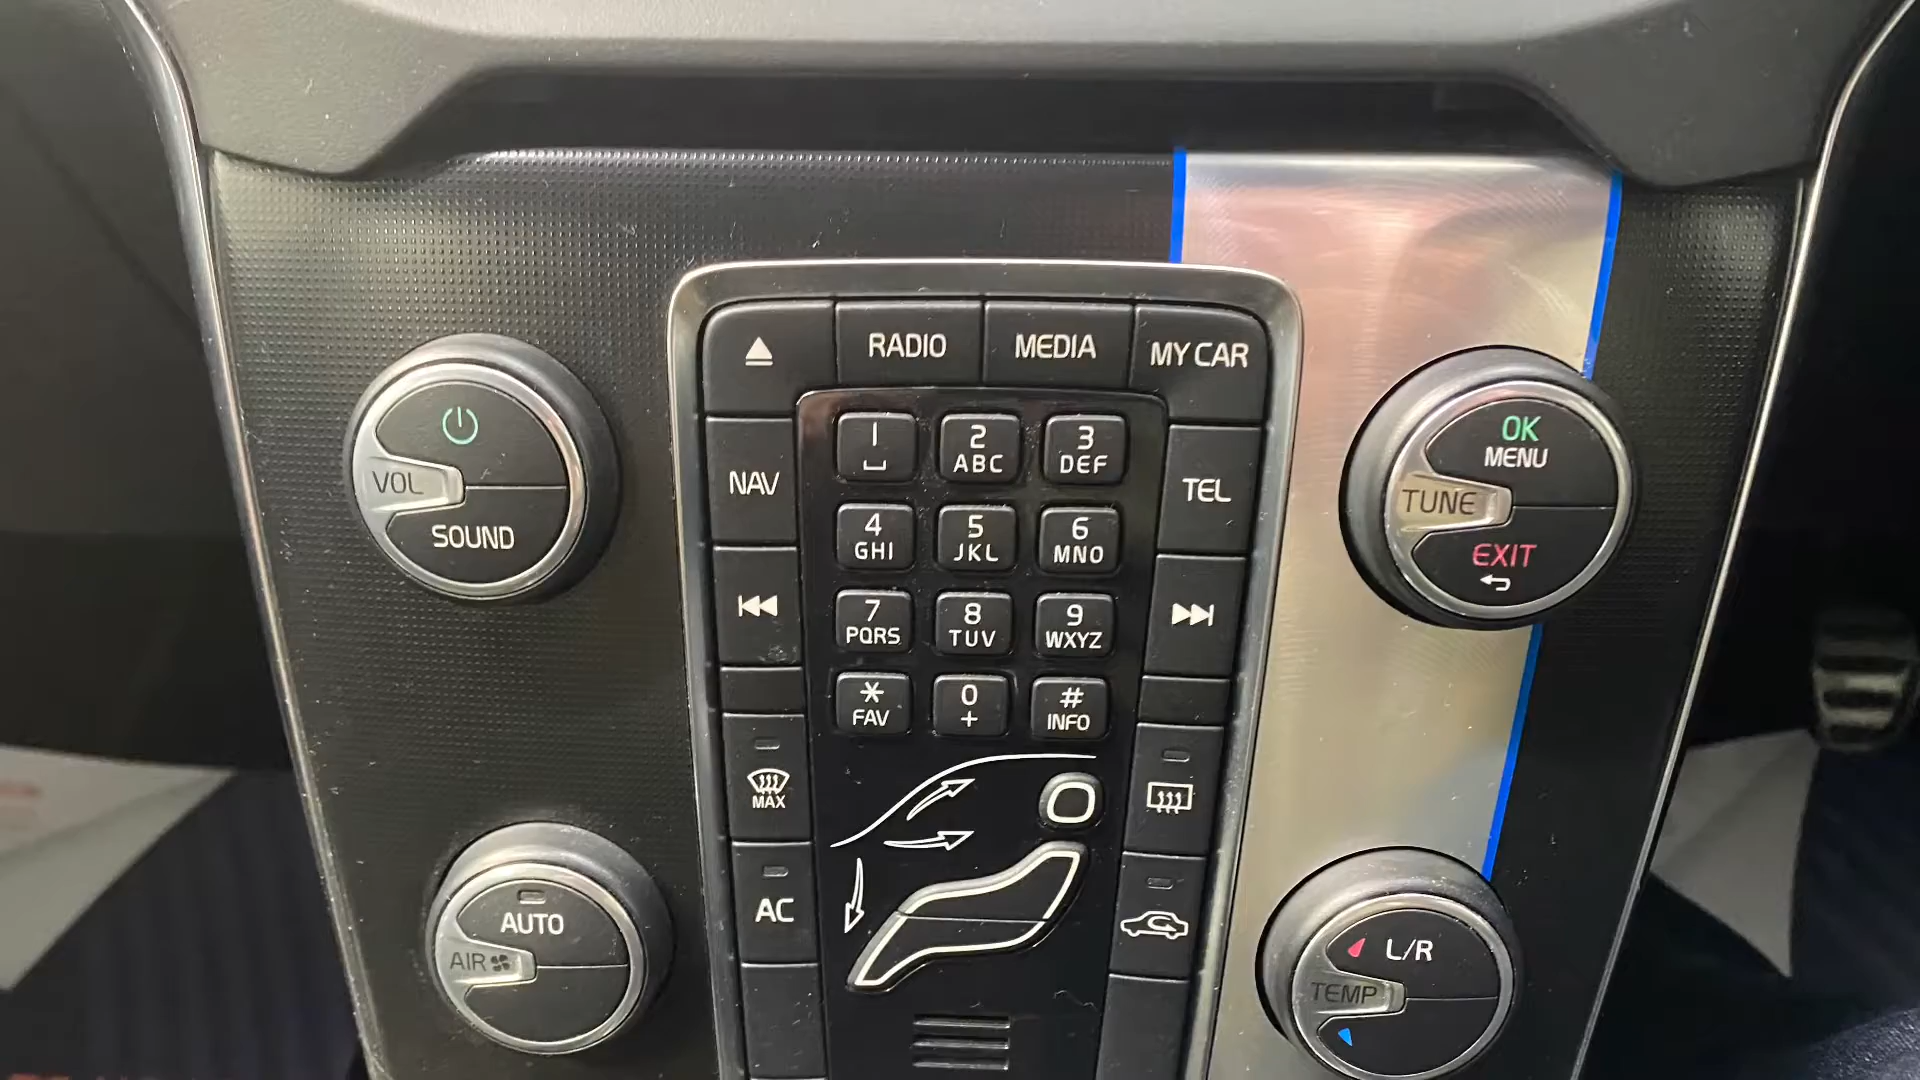 RADIO
MEDIA
MY CAR
VOL
SOUND
NAV
1
2
ABC
3
DEF
TEL
4
GHI
5
JKL
6
MNO
7
PQRS
8
TUV
9
WXYZ
*
FAV
0
+
#
INFO
OK
MENU
TUNE
EXIT
MAX
AC
AUTO
AIR
L/R
TEMP